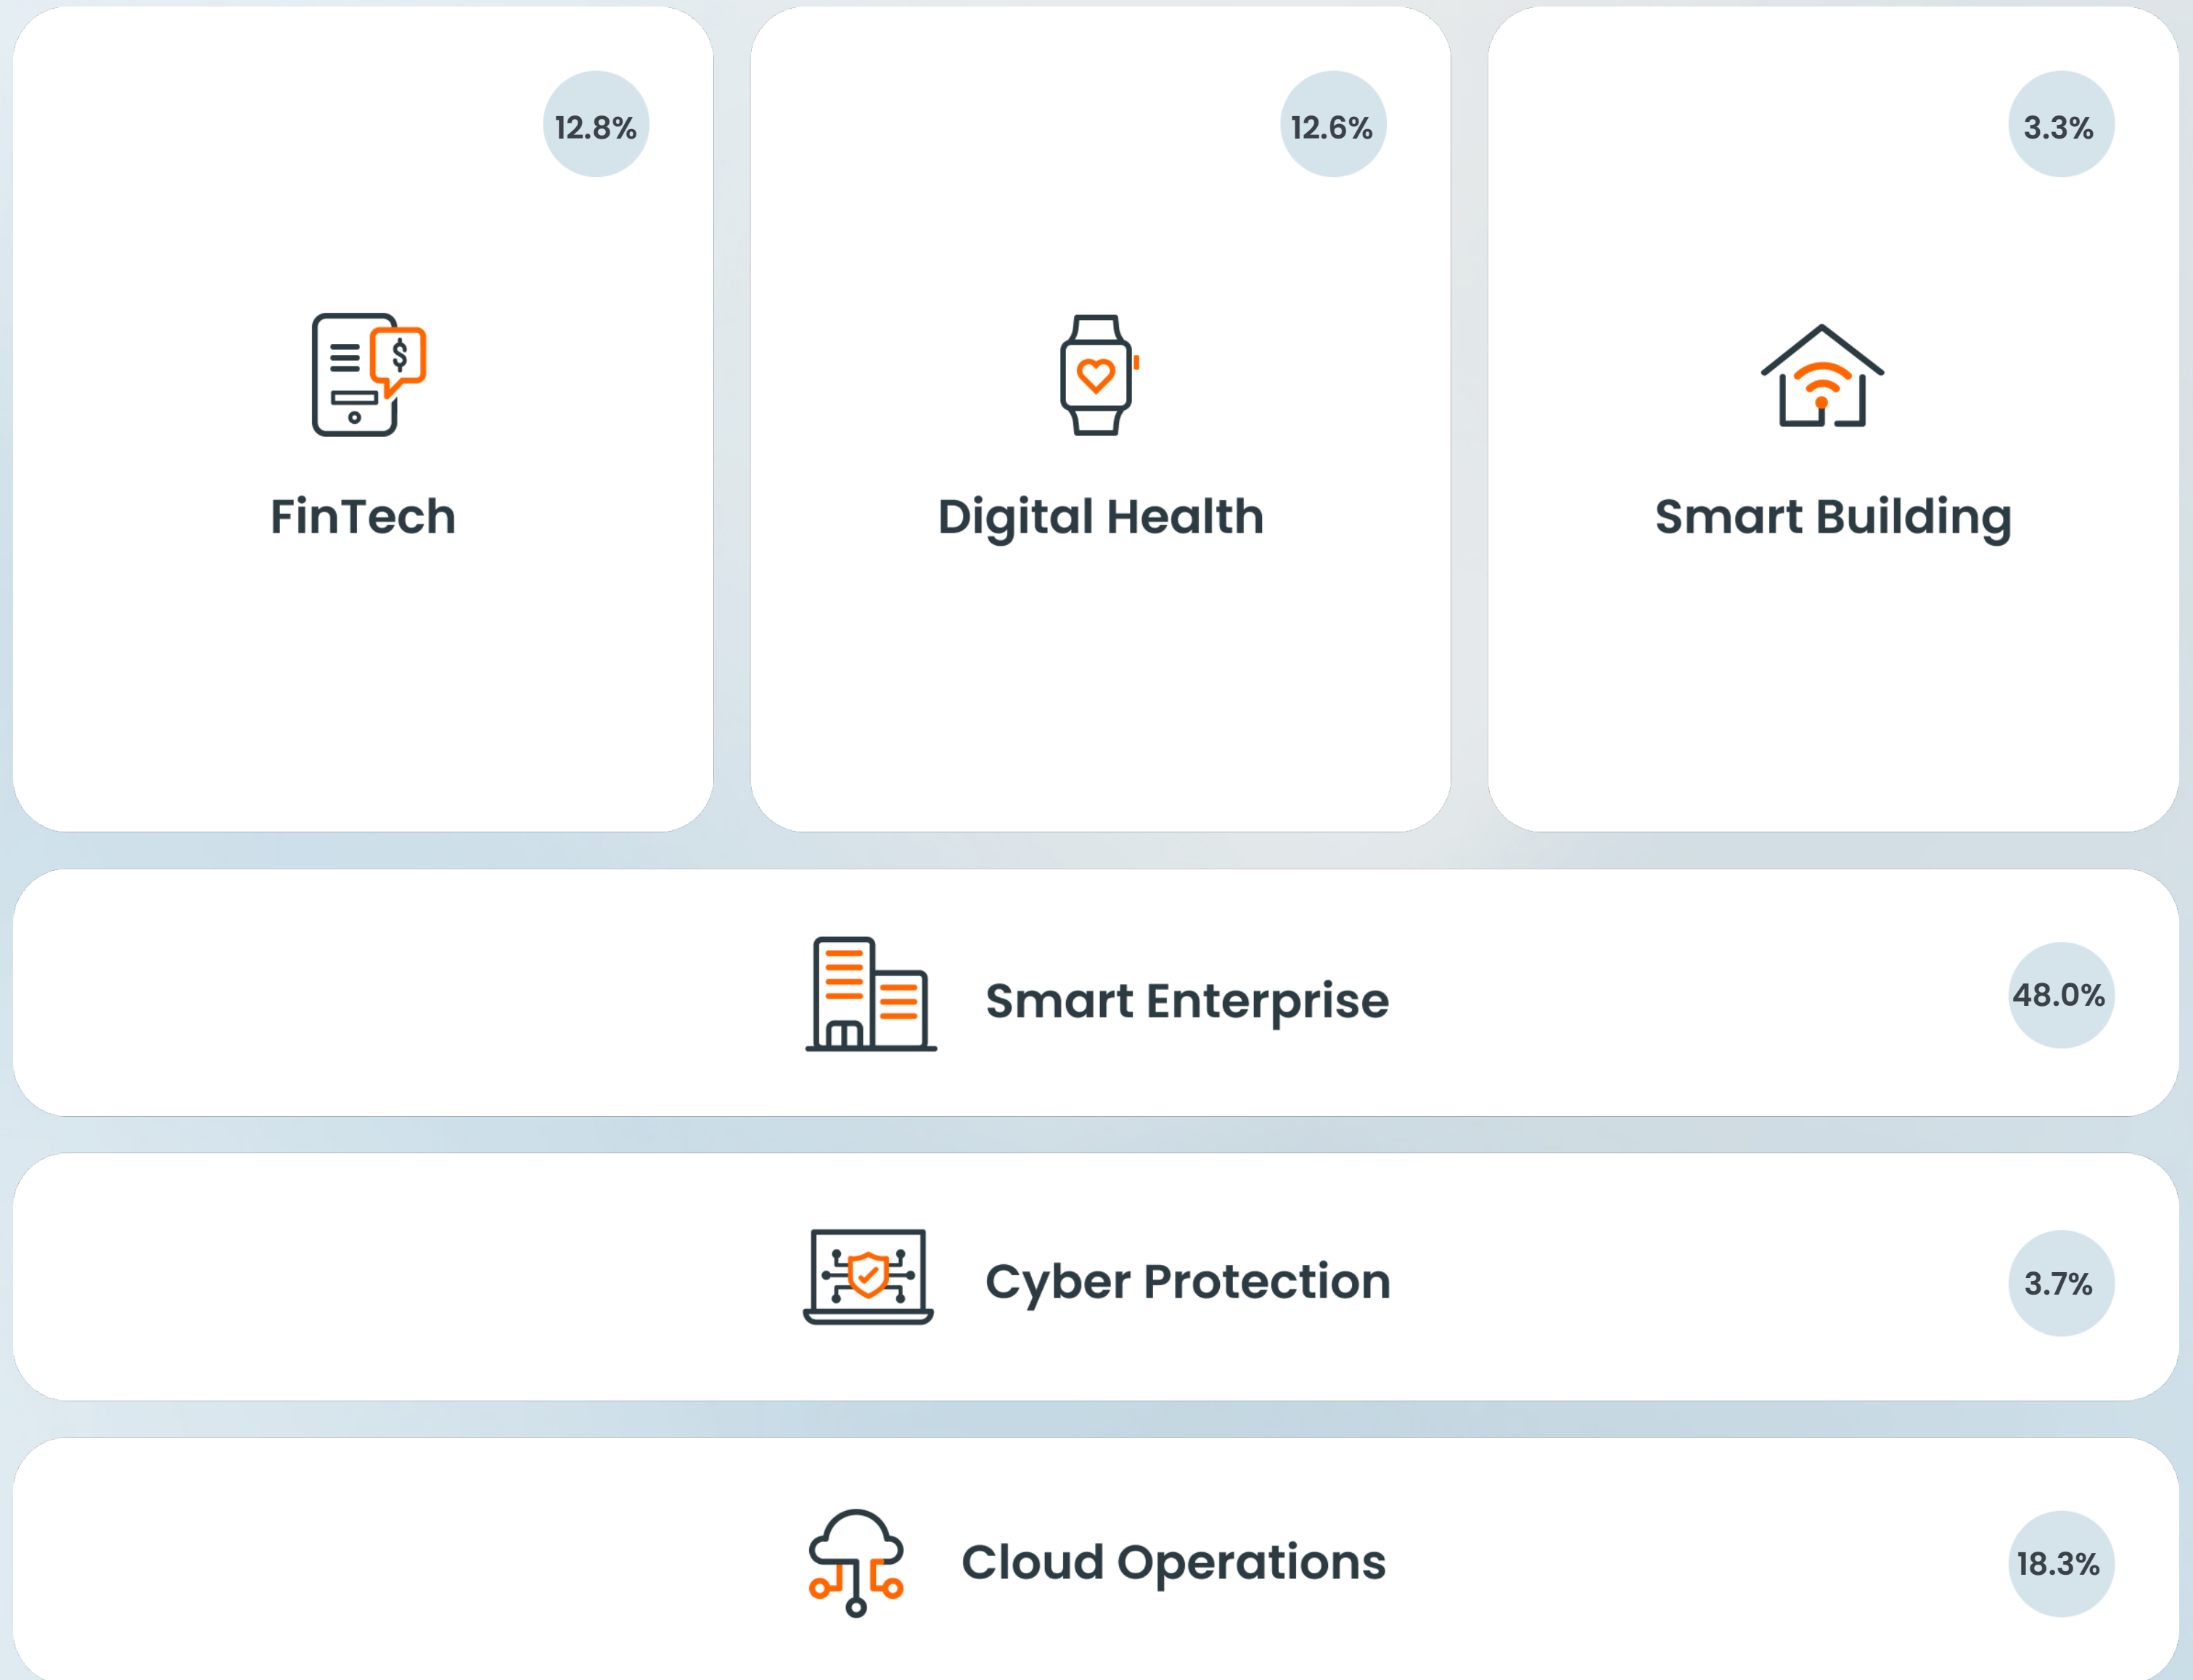 12.8%
FinTech
12.6%
Digital Health
3.3%
Smart Building
Smart Enterprise
48.0%
Cyber Protection
3.7%
Cloud Operations
18.3%
$